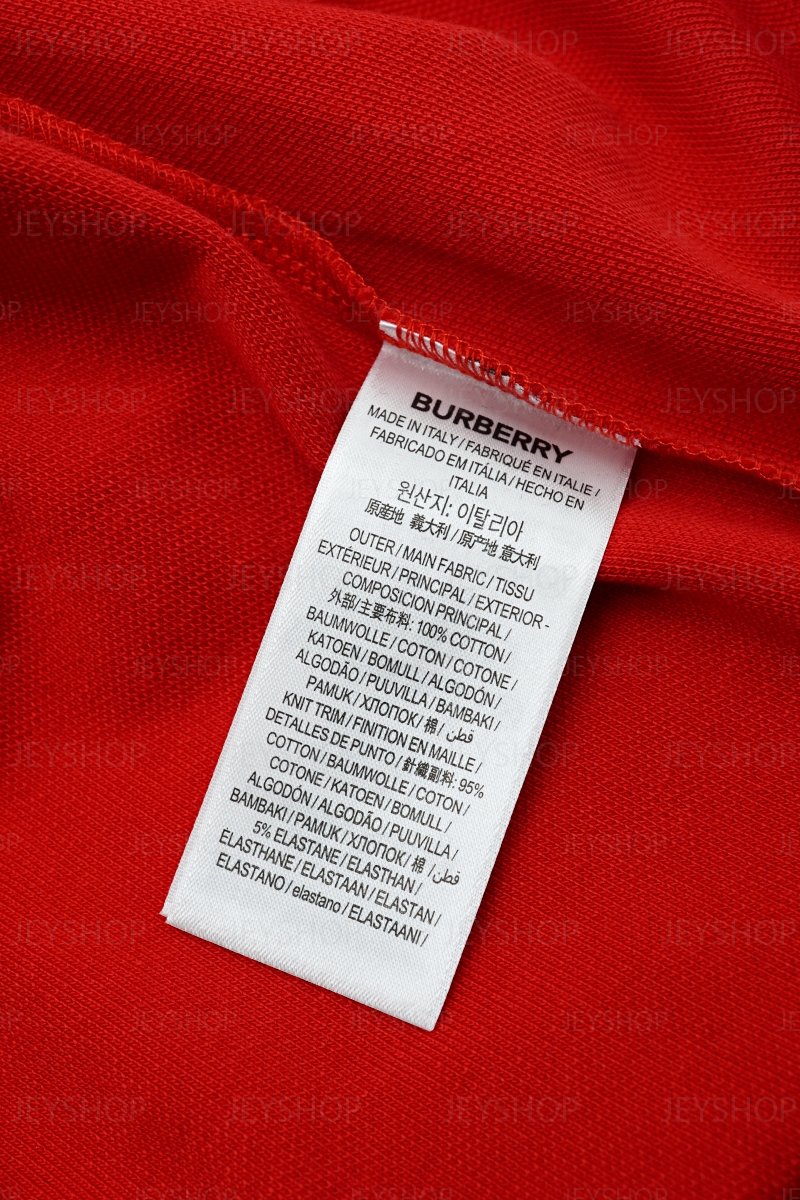 BURBERRY
MADE IN ITALY / FABRIQUÉ EN ITALIE /
FABRICADO EM ITÁLIA / HECHO EN
ITALIA
원산지: 이탈리아
原産地 義大利 / 原产地 意大利
OUTER / MAIN FABRIC / TISSU
EXTÉRIEUR / PRINCIPAL / EXTERIOR -
COMPOSICION PRINCIPAL /
外部/主要布料: 100% COTTON /
BAUMWOLLE / COTON / COTONE /
KATOEN / BOMULL / ALGODÓN /
ALGODÃO / PUUVILLA / BAMBAKI /
PAMUK / ХЛОПОК / 棉 / قطن
KNIT TRIM / FINITION EN MAILLE /
DETALLES DE PUNTO / 針織副料: 95%
COTTON / BAUMWOLLE / COTON /
COTONE / KATOEN / BOMULL /
ALGODÓN / ALGODÃO / PUUVILLA /
BAMBAKI / PAMUK / ХЛОПОК/ 棉 / قطن/
5% ELASTANE / ELASTHAN /
ÉLASTHANE / ELASTAAN / ELASTAN /
ELASTANO / elastano / ELASTAANI /
JEYSHOP